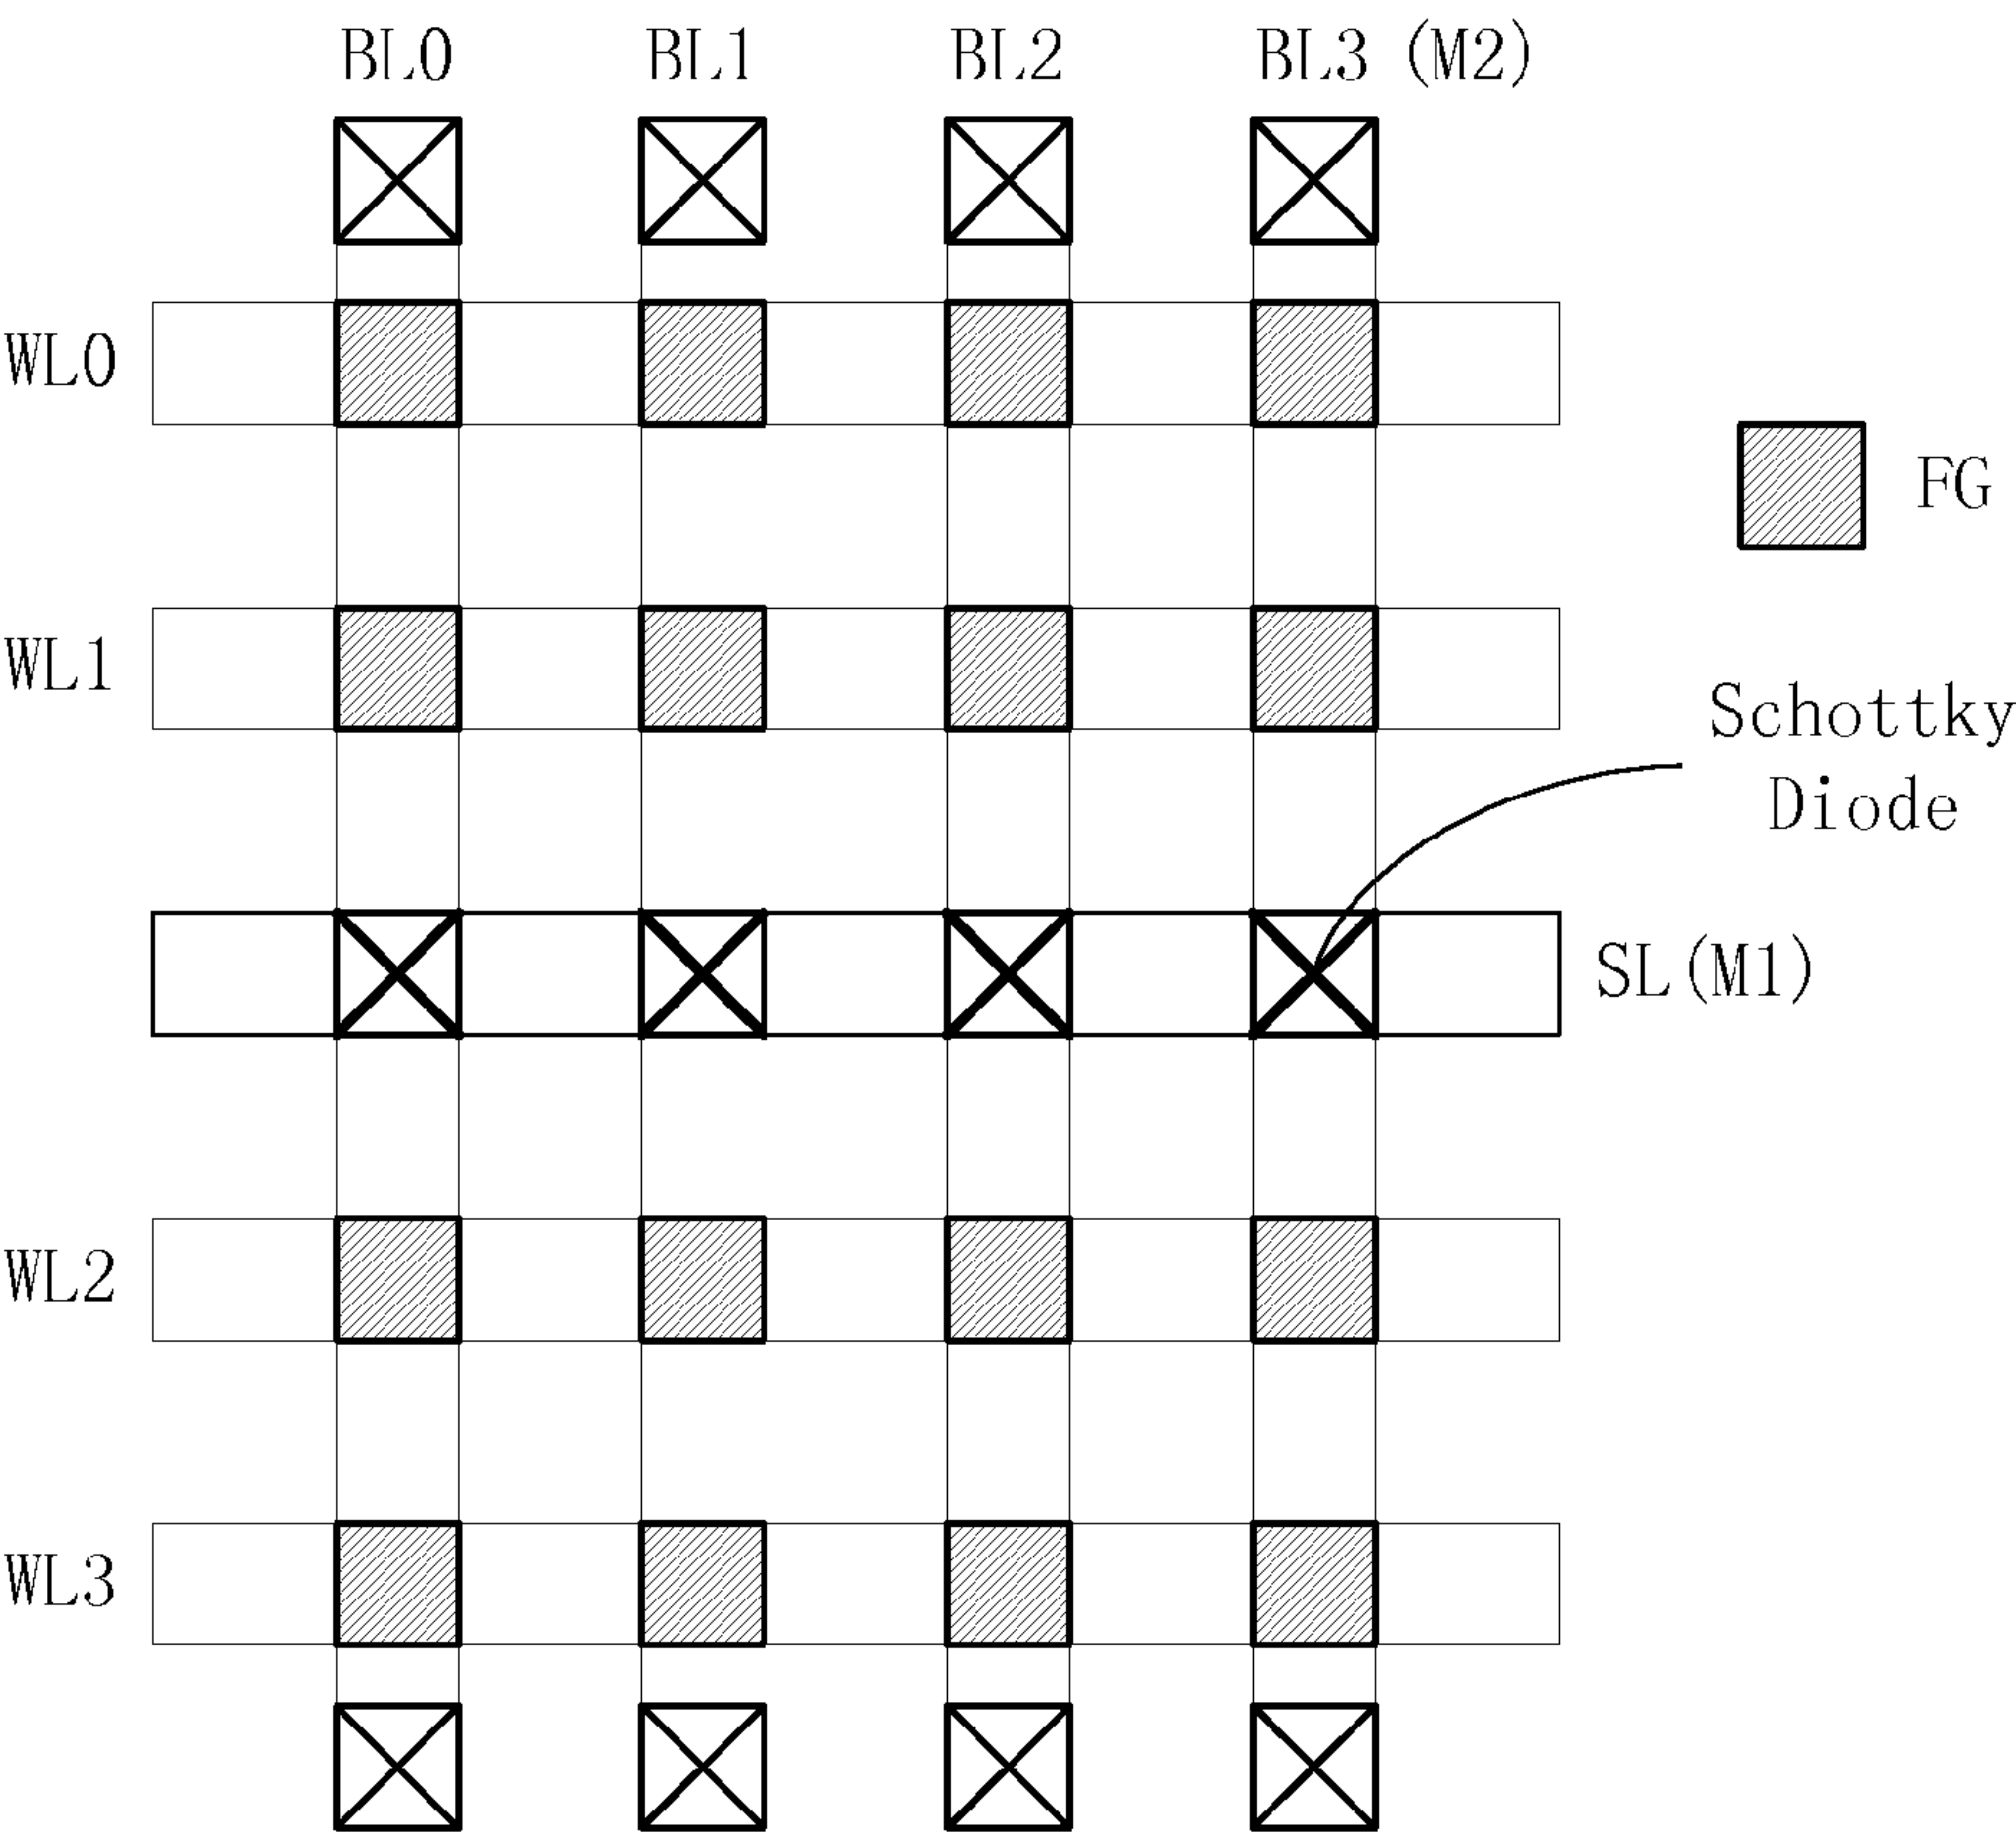 BL0 BL1 BL2 BL3 (M2)
WL0
FG
WL1
Schottky
Diode
SL(M1)
WL2
WL3